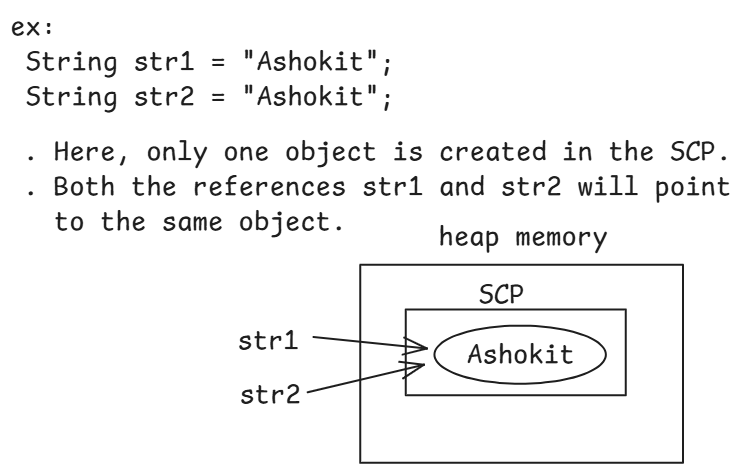 ex:
String str1 = "Ashokit";
String str2 = "Ashokit";
. Here, only one object is created in the SCP.
. Both the references str1 and str2 will point
to the same object.
heap memory
SCP
str1
Ashokit
str2